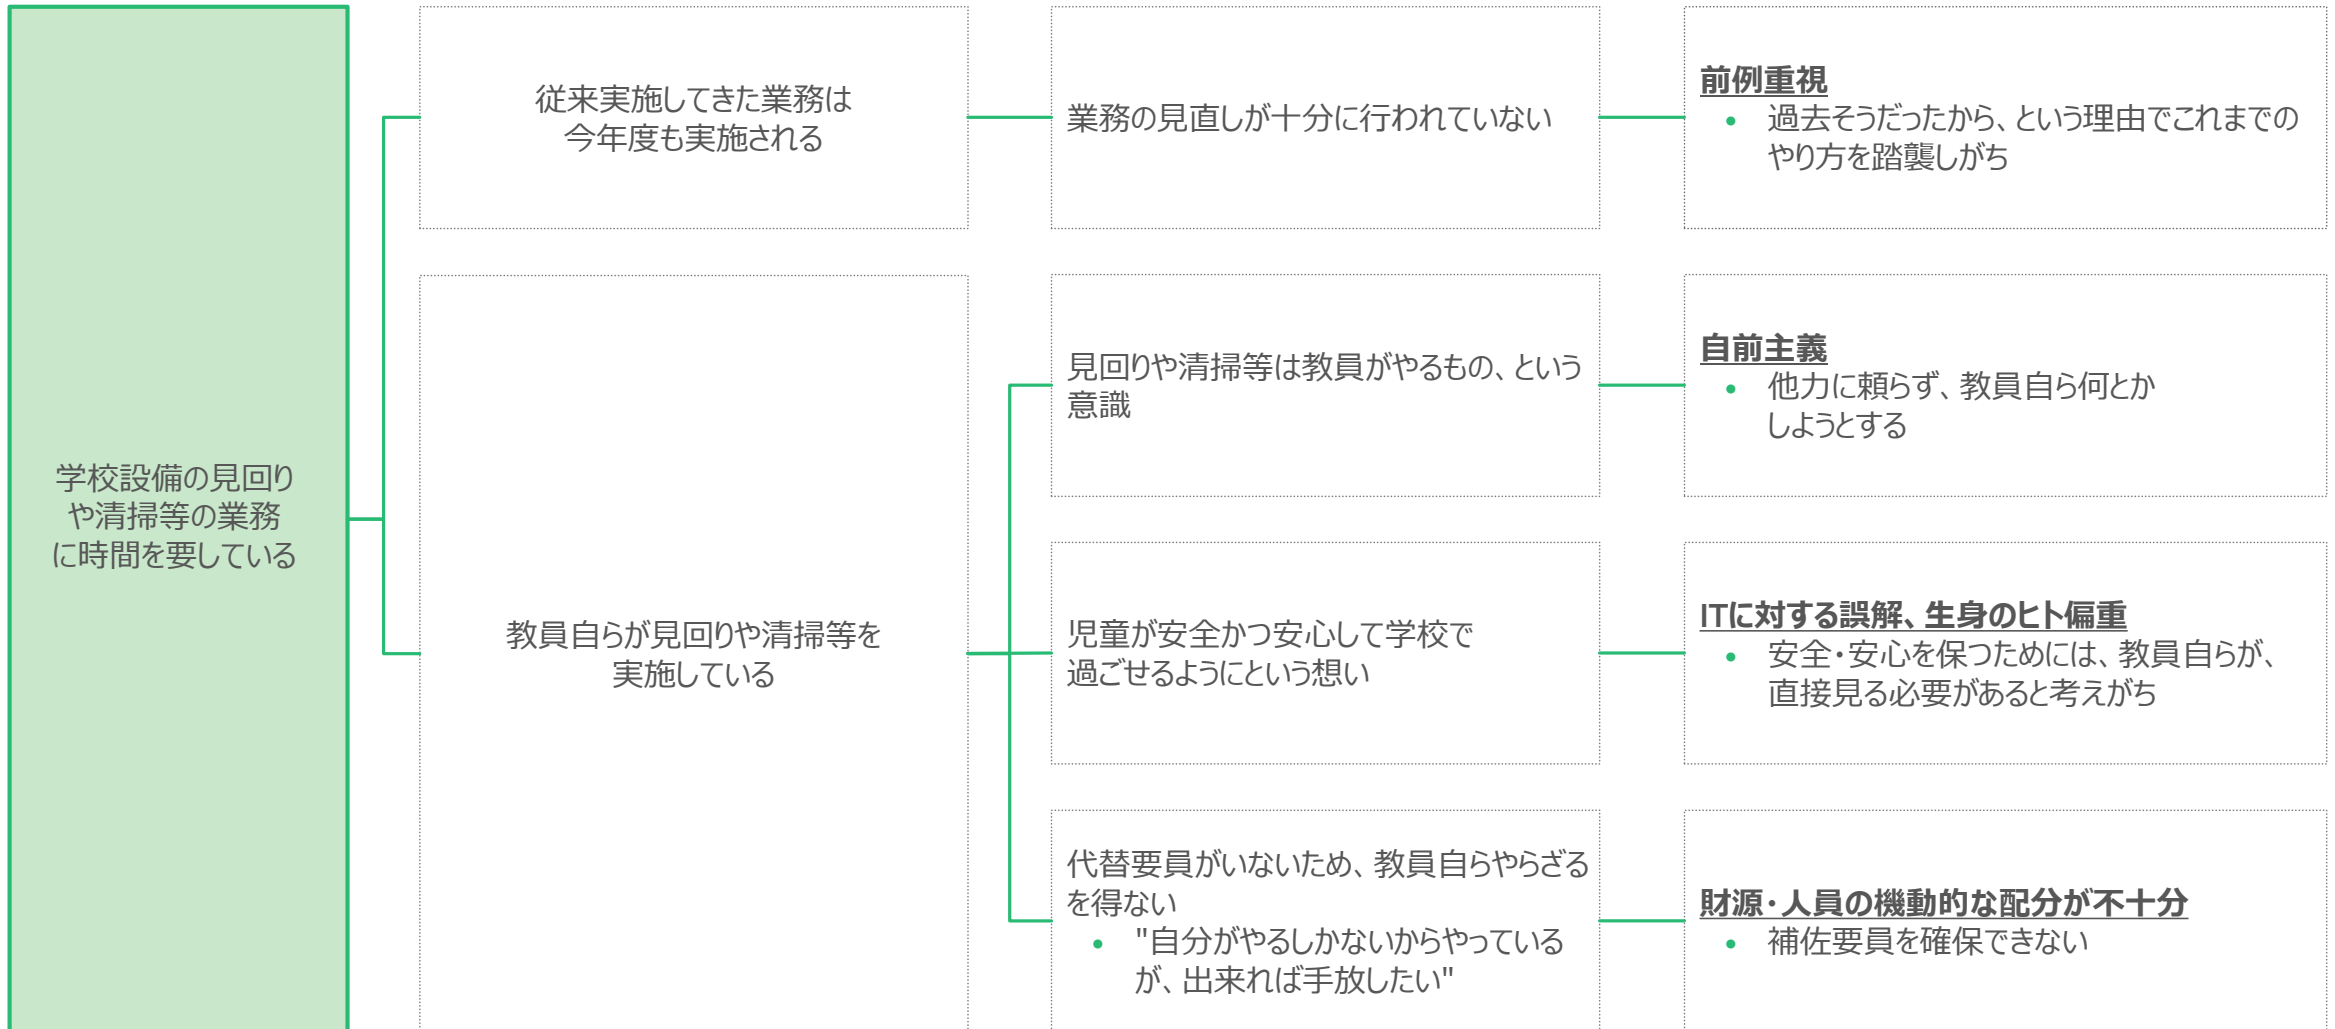 学校設備の見回り
や清掃等の業務
に時間を要している
従来実施してきた業務は
今年度も実施される
業務の見直しが十分に行われていない
前例重視
• 過去そうだったから、という理由でこれまでの
やり方を踏襲しがち
教員自らが見回りや清掃等を
実施している
見回りや清掃等は教員がやるもの、という
意識
自前主義
• 他力に頼らず、教員自ら何とか
しようとする
児童が安全かつ安心して学校で
過ごせるようにという想い
ITに対する誤解、生身のヒト偏重
• 安全・安心を保つためには、教員自らが、
直接見る必要があると考えがち
代替要員がいないため、教員自らやらざる
を得ない
• "自分がやるしかないからやっている
が、出来れば手放したい"
財源・人員の機動的な配分が不十分
• 補佐要員を確保できない